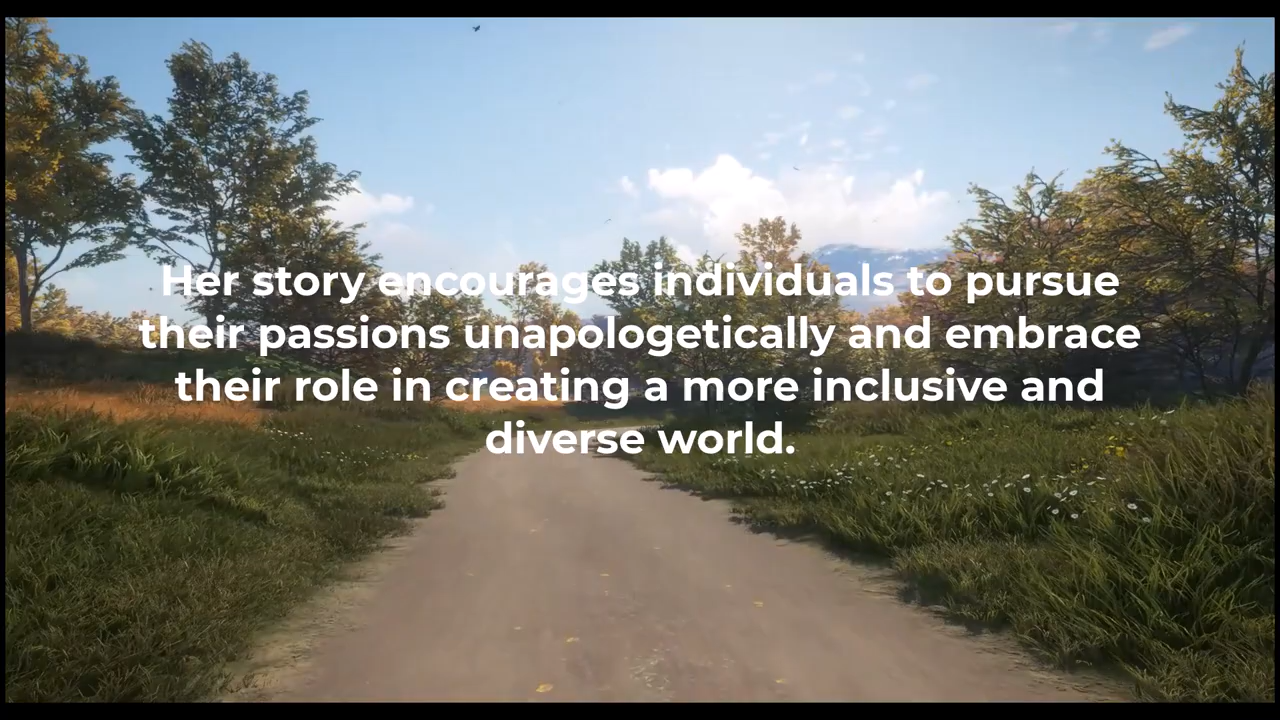 Her story encourages individuals to pursue
their passions unapologetically and embrace
their role in creating a more inclusive and
diverse world.